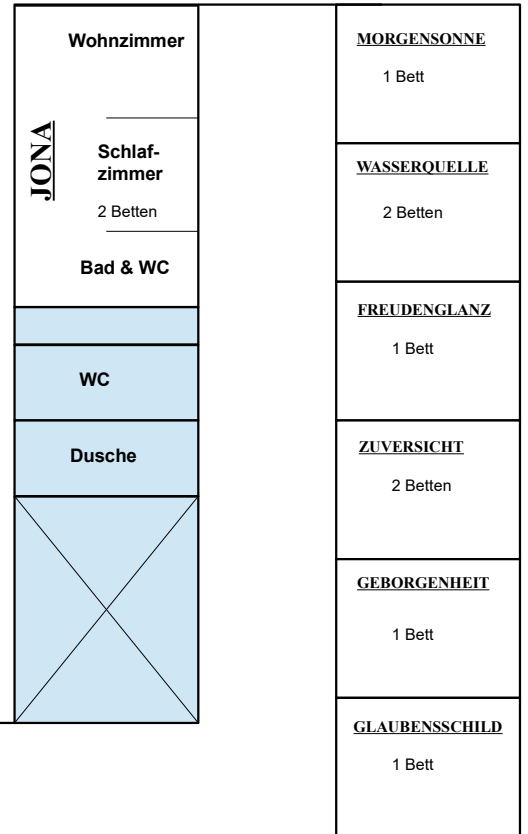 Wohnzimmer
JONA
Schlaf-
zimmer
2 Betten
Bad & WC
WC
Dusche
MORGENSONNE
1 Bett
WASSERQUELLE
2 Betten
FREUDENGLANZ
1 Bett
ZUVERSICHT
2 Betten
GEBORGENHEIT
1 Bett
GLAUBENSSCHILD
1 Bett